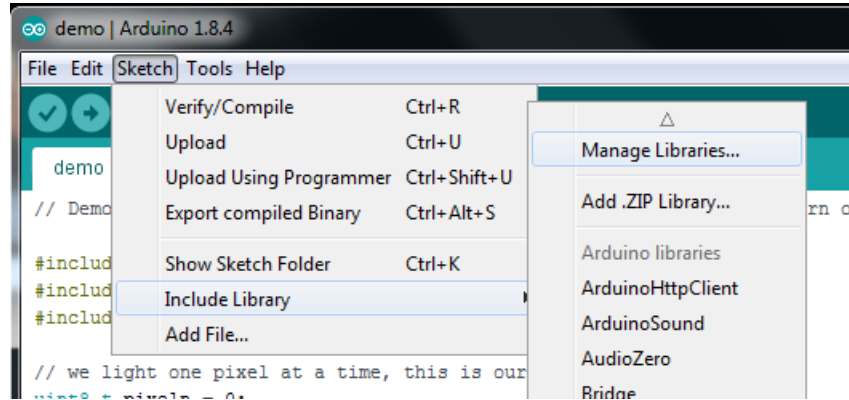 demo | Arduino 1.8.4
File Edit Sketch Tools Help
Verify/Compile Ctrl+R
Upload Ctrl+U
Upload Using Programmer Ctrl+Shift+U
Export compiled Binary Ctrl+Alt+S
Show Sketch Folder Ctrl+K
Include Library
Add File...
Manage Libraries...
Add .ZIP Library...
Arduino libraries
ArduinoHttpClient
ArduinoSound
AudioZero
Bridge
demo
// Demo
#includ
#includ
#includ
// we light one pixel at a time, this is our
uint8_t pixeln = 0;